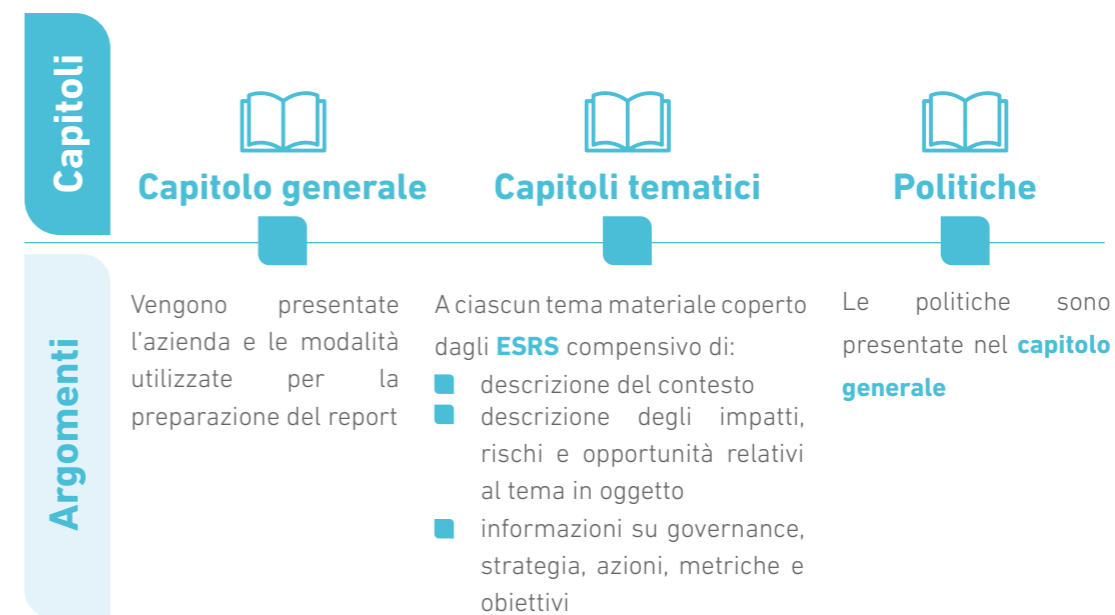 Capitoli
Capitolo generale
Capitoli tematici
Politiche
Argomenti
Vengono presentate
l'azienda e le modalità
utilizzate per la
preparazione del report
A ciascun tema materiale coperto
dagli ESRS compensivo di:
descrizione del contesto
descrizione degli impatti,
rischi e opportunità relativi
al tema in oggetto
informazioni su governance,
strategia, azioni, metriche e
obiettivi
Le politiche sono
presentate nel capitolo
generale